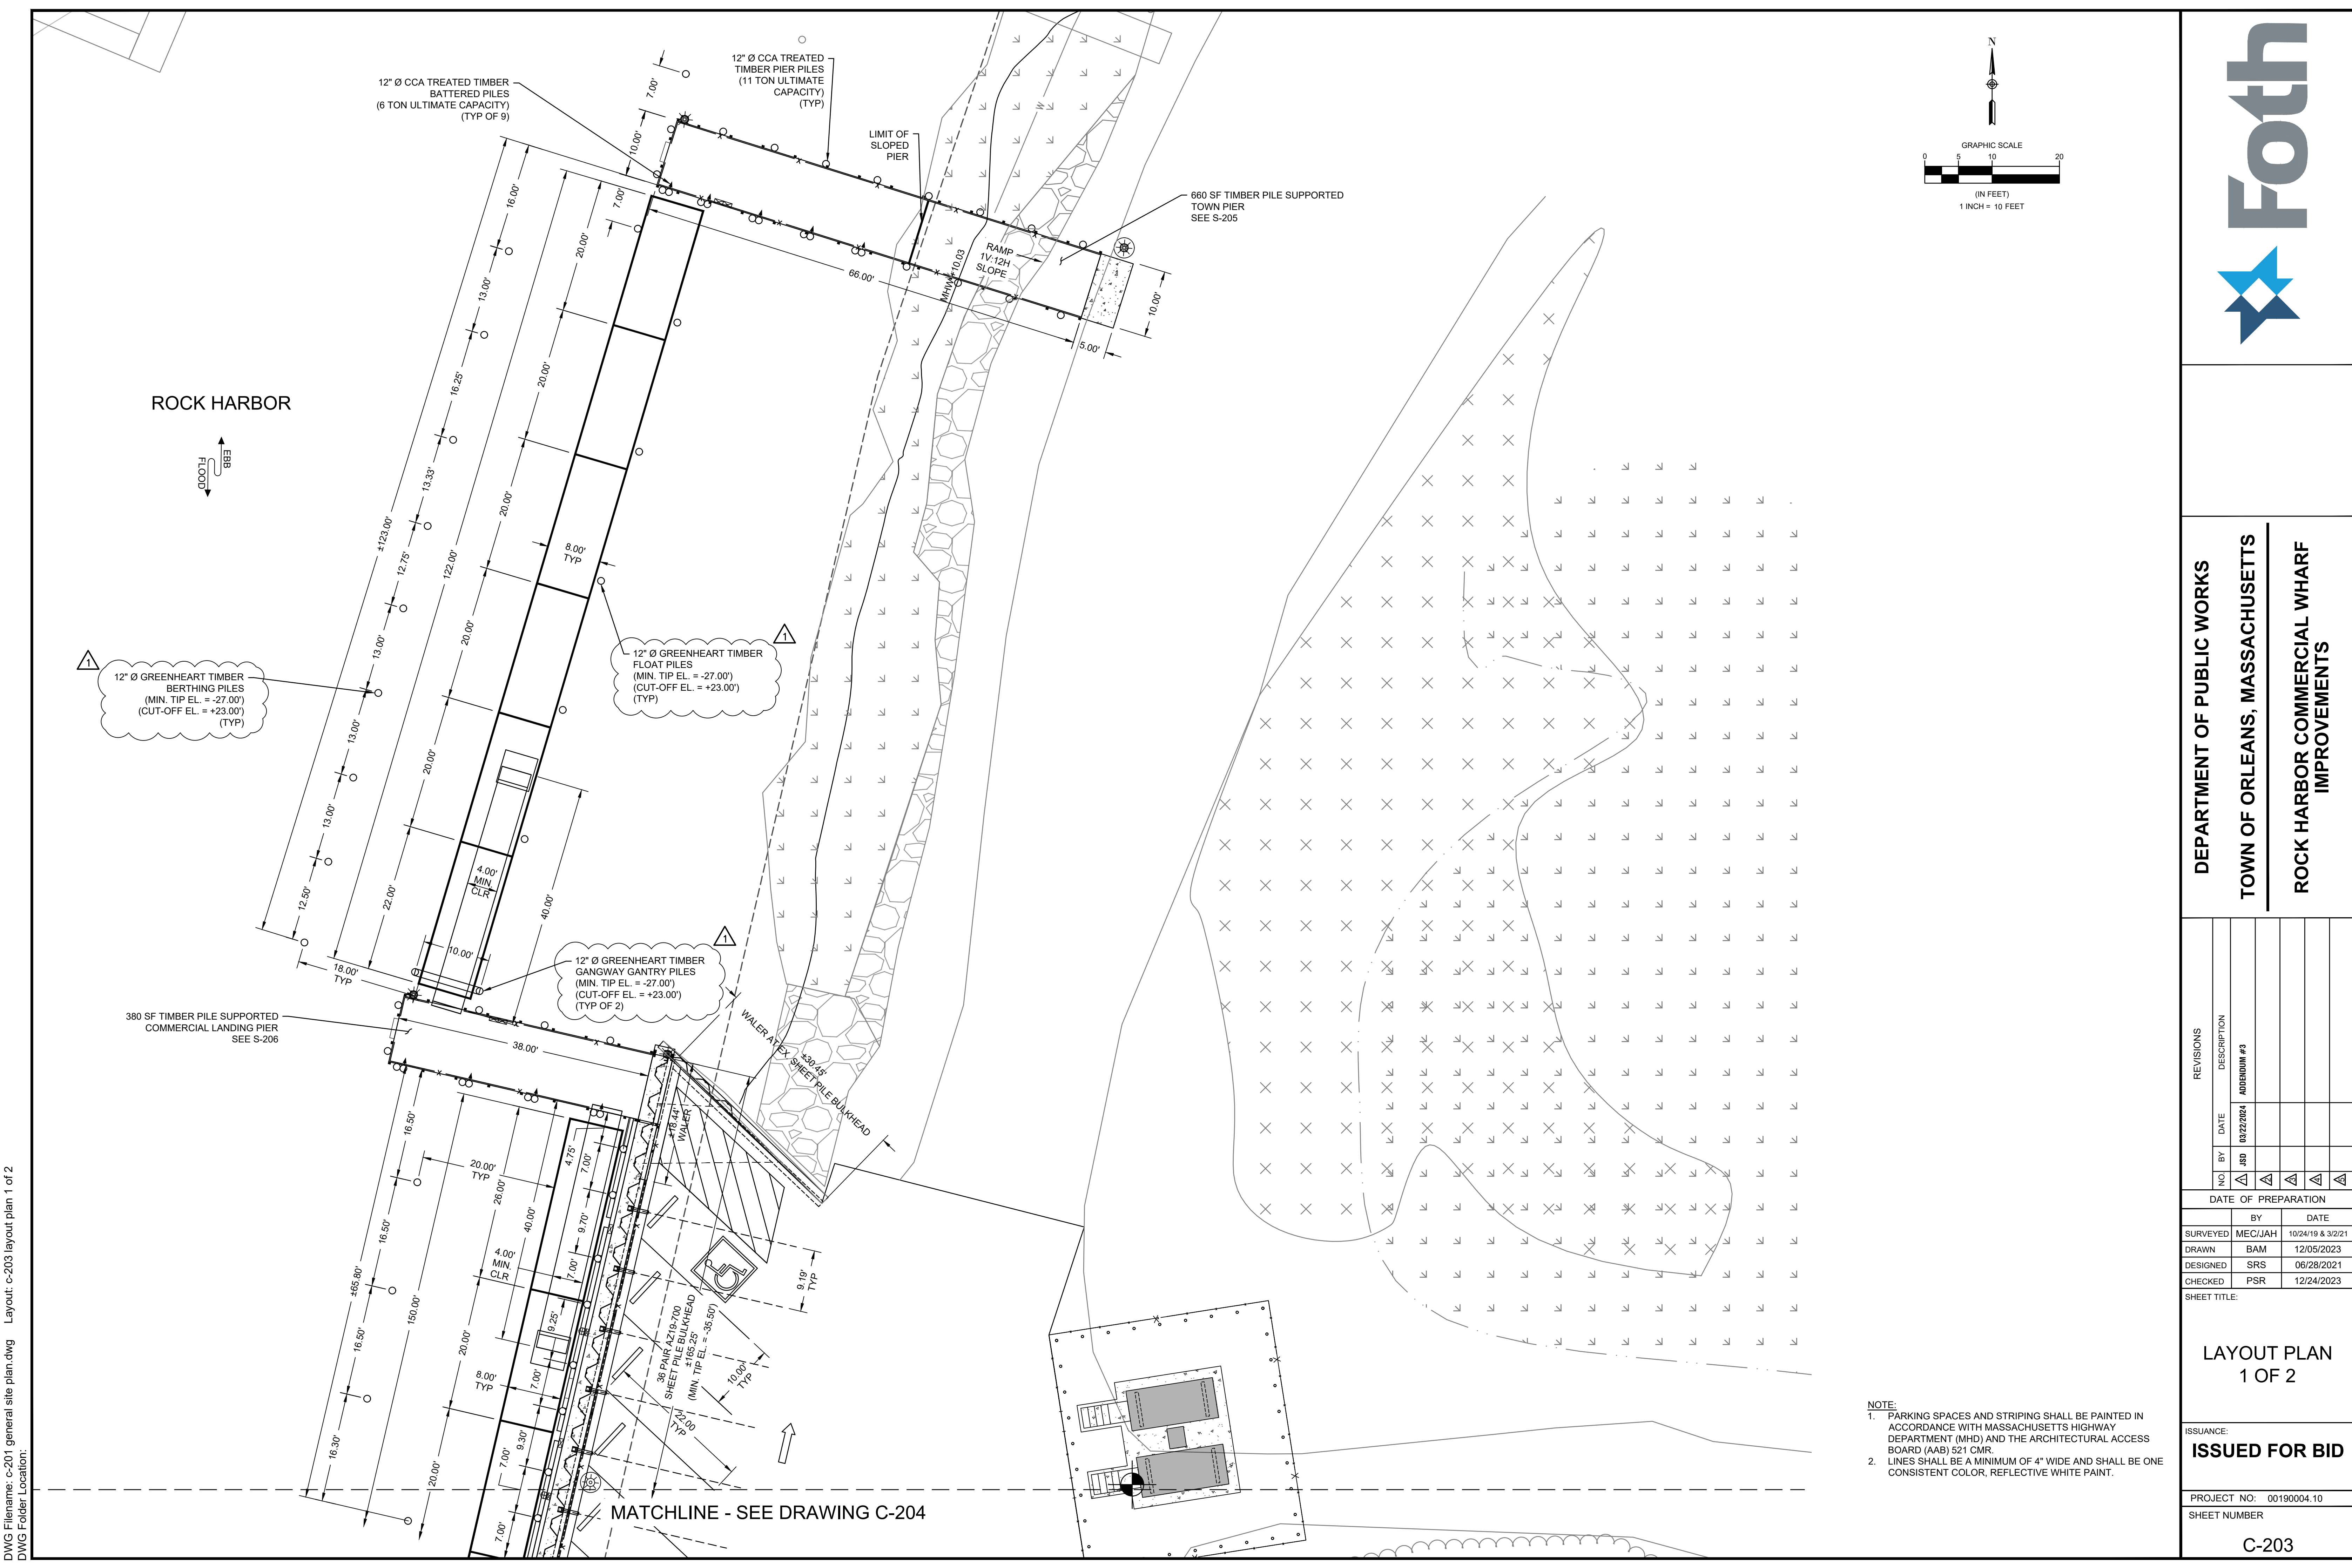 12" Ø CCA TREATED TIMBER
BATTERED PILES
(6 TON ULTIMATE CAPACITY)
(TYP OF 9)
12" Ø CCA TREATED
TIMBER PIER PILES
(11 TON ULTIMATE
CAPACITY)
(TYP)
LIMIT OF
SLOPED
PIER
660 SF TIMBER PILE SUPPORTED
TOWN PIER
SEE S-205
7.00'
10.00'
7.00'
16.00'
20.00'
13.00'
66.00'
MHW +10.03
RAMP
1V:12H
SLOPE
W
10.00'
5.00'
N
GRAPHIC SCALE
0 5 10 20
(IN FEET)
1 INCH = 10 FEET
ROCK HARBOR
EBB
FLOOD
16.25'
20.00'
13.33'
20.00'
±123.00'
12.75'
122.00'
8.00'
TYP
13.00'
20.00'
1
12" Ø GREENHEART TIMBER
BERTHING PILES
(MIN. TIP EL. = -27.00')
(CUT-OFF EL. = +23.00')
(TYP)
1
12" Ø GREENHEART TIMBER
FLOAT PILES
(MIN. TIP EL. = -27.00')
(CUT-OFF EL. = +23.00')
(TYP)
13.00'
20.00'
13.00'
12.50'
22.00'
4.00'
MIN.
CLR
40.00'
10.00'
18.00'
TYP
1
12" Ø GREENHEART TIMBER
GANGWAY GANTRY PILES
(MIN. TIP EL. = -27.00')
(CUT-OFF EL. = +23.00')
(TYP OF 2)
380 SF TIMBER PILE SUPPORTED
COMMERCIAL LANDING PIER
SEE S-206
38.00'
±30.45'
WALER AT EX. SHEET PILE BULKHEAD
±18.44'
WALER
16.50'
20.00'
TYP
26.00'
40.00'
4.75'
7.00'
9.70'
7.00'
4.00'
MIN.
CLR
16.50'
±65.80'
150.00'
9.25'
16.50'
20.00'
8.00'
TYP
7.00'
9.30'
7.00'
16.30'
20.00'
7.00'
36 PAIR AZ19-700
SHEET PILE BULKHEAD
±165.25'
(MIN. TIP EL. = -35.50')
9.19'
TYP
10.00'
TYP
22.00
TYP
MATCHLINE - SEE DRAWING C-204
NOTE:
1. PARKING SPACES AND STRIPING SHALL BE PAINTED IN
ACCORDANCE WITH MASSACHUSETTS HIGHWAY
DEPARTMENT (MHD) AND THE ARCHITECTURAL ACCESS
BOARD (AAB) 521 CMR.
2. LINES SHALL BE A MINIMUM OF 4" WIDE AND SHALL BE ONE
CONSISTENT COLOR, REFLECTIVE WHITE PAINT.
DWG Filename: c-201 general site plan.dwg Layout: c-203 layout plan 1 of 2
DWG Folder Location:
Foth
DEPARTMENT OF PUBLIC WORKS
TOWN OF ORLEANS, MASSACHUSETTS
ROCK HARBOR COMMERCIAL WHARF
IMPROVEMENTS
REVISIONS
NO. BY DATE DESCRIPTION
1 JSD 03/22/2024 ADDENDUM #3
2
3
4
5
DATE OF PREPARATION
BY DATE
SURVEYED MEC/JAH 10/24/19 & 3/2/21
DRAWN BAM 12/05/2023
DESIGNED SRS 06/28/2021
CHECKED PSR 12/24/2023
SHEET TITLE:
LAYOUT PLAN
1 OF 2
ISSUANCE:
ISSUED FOR BID
PROJECT NO: 00190004.10
SHEET NUMBER
C-203